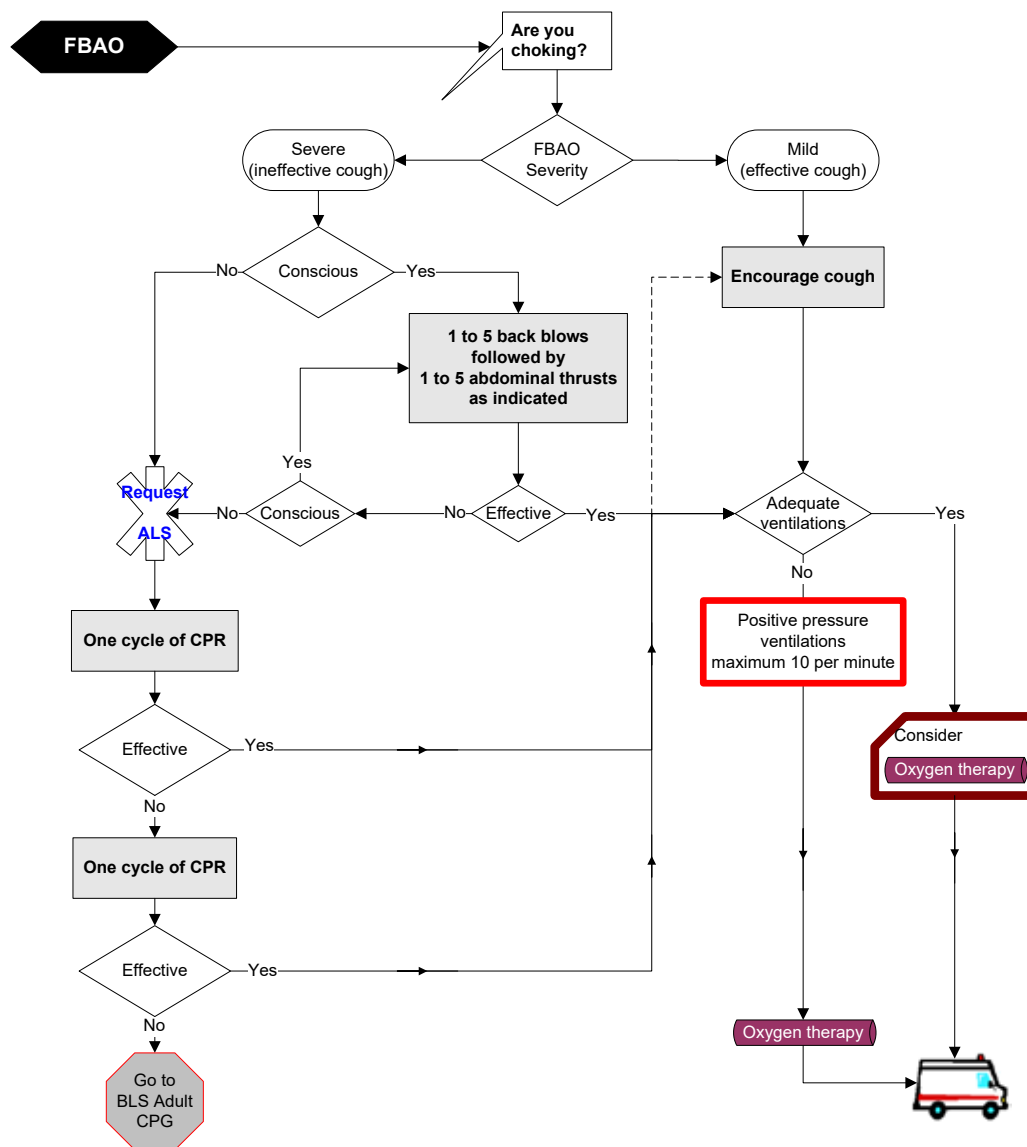 FBAO
Are you
choking?
Severe
(ineffective cough)
FBAO
Severity
Mild
(effective cough)
No
Conscious
Yes
Encourage cough
1 to 5 back blows
followed by
1 to 5 abdominal thrusts
as indicated
Yes
Request
ALS
No
Conscious
No
Effective
Yes
Adequate
ventilations
Yes
No
One cycle of CPR
Positive pressure
ventilations
maximum 10 per minute
Effective
Yes
Consider
Oxygen therapy
No
One cycle of CPR
Effective
Yes
No
Oxygen therapy
Go to
BLS Adult
CPG